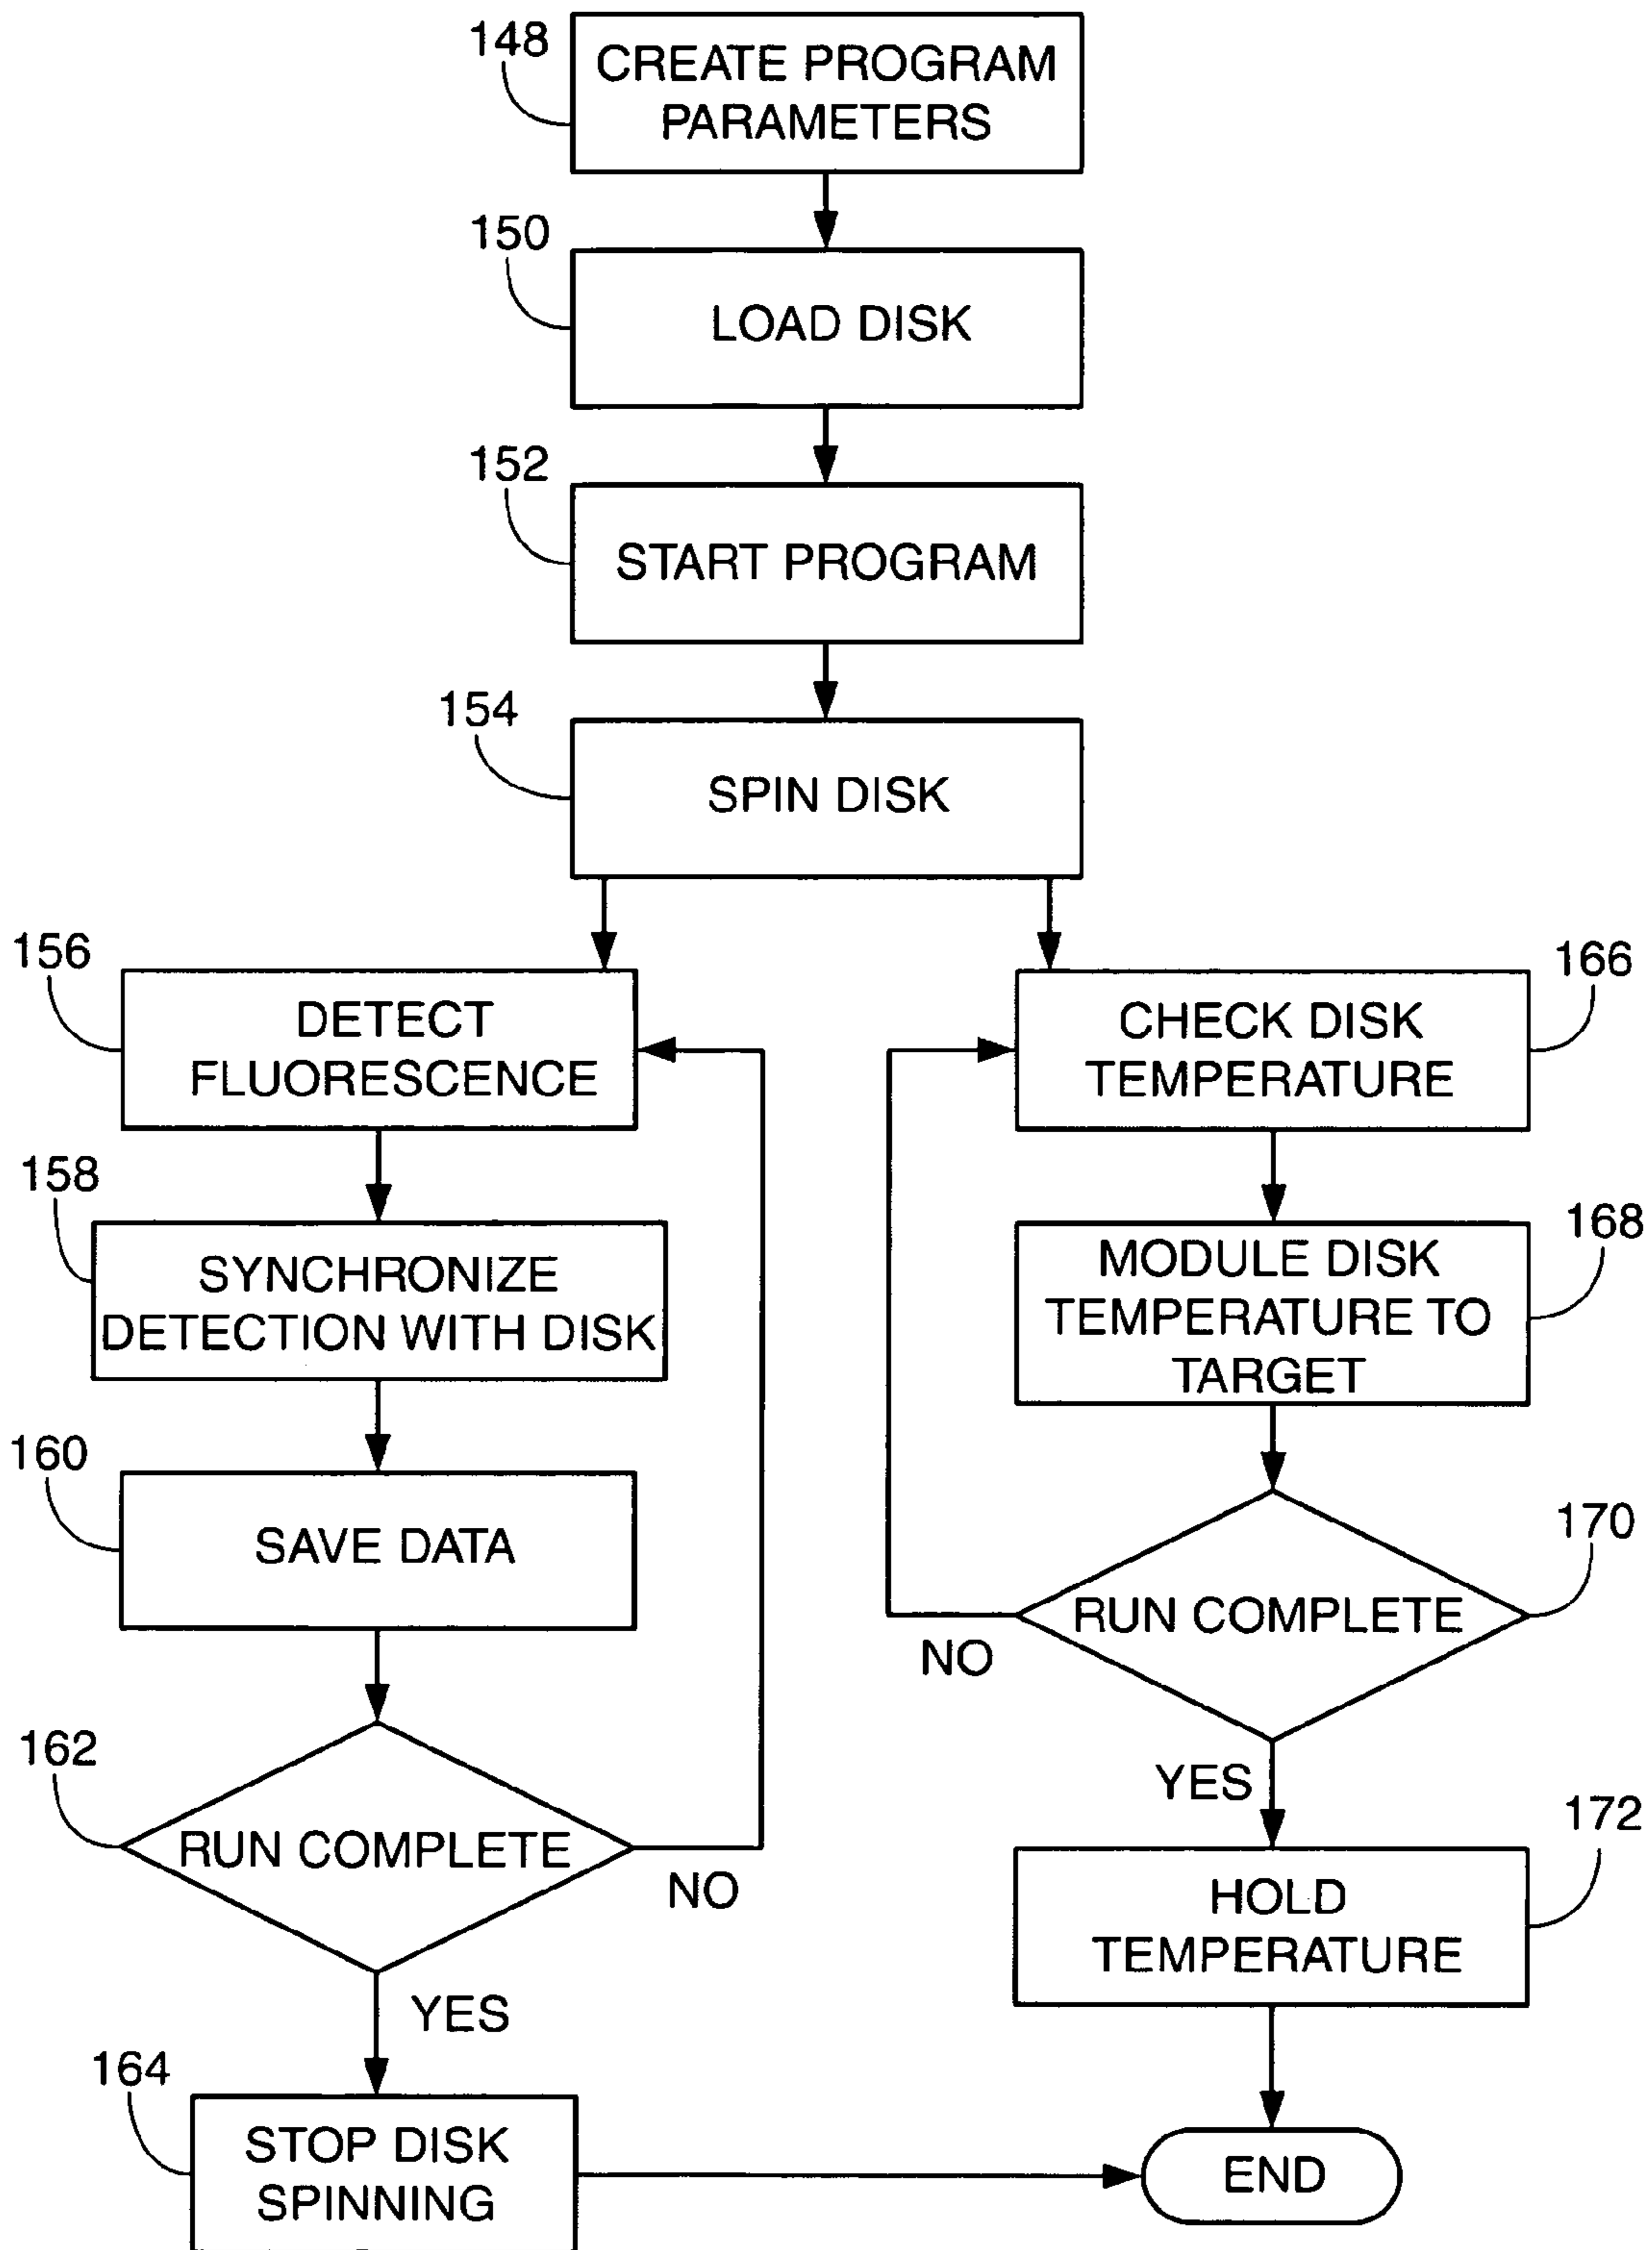 148
CREATE PROGRAM
PARAMETERS
150
LOAD DISK
152
START PROGRAM
154
SPIN DISK
156
DETECT
FLUORESCENCE
158
SYNCHRONIZE
DETECTION WITH DISK
160
SAVE DATA
162
RUN COMPLETE
NO
YES
164
STOP DISK
SPINNING
166
CHECK DISK
TEMPERATURE
168
MODULE DISK
TEMPERATURE TO
TARGET
170
RUN COMPLETE
NO
YES
172
HOLD
TEMPERATURE
END